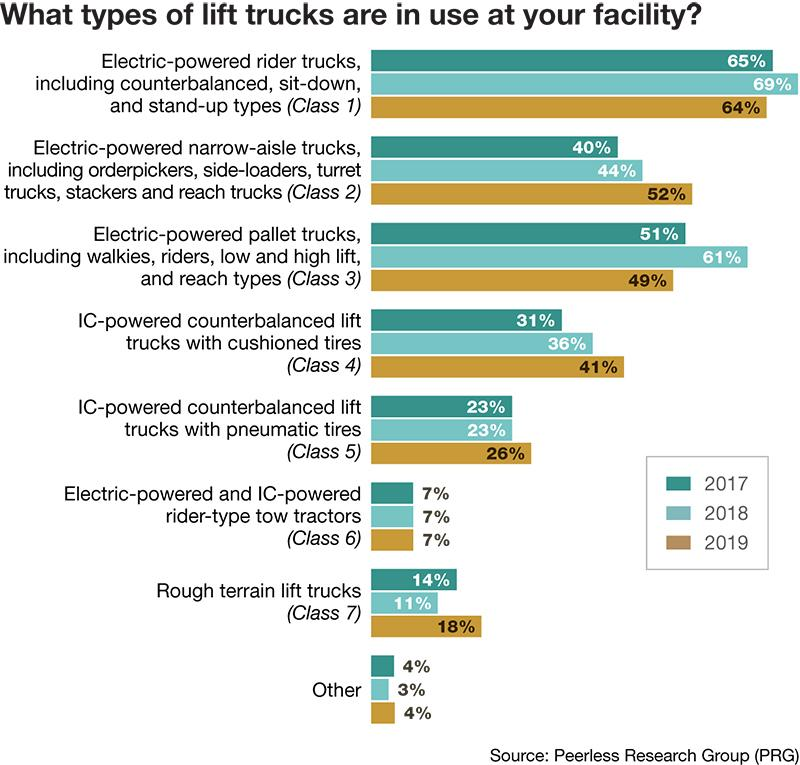 What types of lift trucks are in use at your facility?
Electric-powered rider trucks,
including counterbalanced, sit-down,
and stand-up types (Class 1)
65%
69%
64%
Electric-powered narrow-aisle trucks,
including orderpickers, side-loaders, turret
trucks, stackers and reach trucks (Class 2)
40%
44%
52%
Electric-powered pallet trucks,
including walkies, riders, low and high lift,
and reach types (Class 3)
51%
61%
49%
IC-powered counterbalanced lift
trucks with cushioned tires
(Class 4)
31%
36%
41%
IC-powered counterbalanced lift
trucks with pneumatic tires
(Class 5)
23%
23%
26%
Electric-powered and IC-powered
rider-type tow tractors
(Class 6)
7%
7%
7%
Rough terrain lift trucks
(Class 7)
14%
11%
18%
Other
4%
3%
4%
2017
2018
2019
Source: Peerless Research Group (PRG)